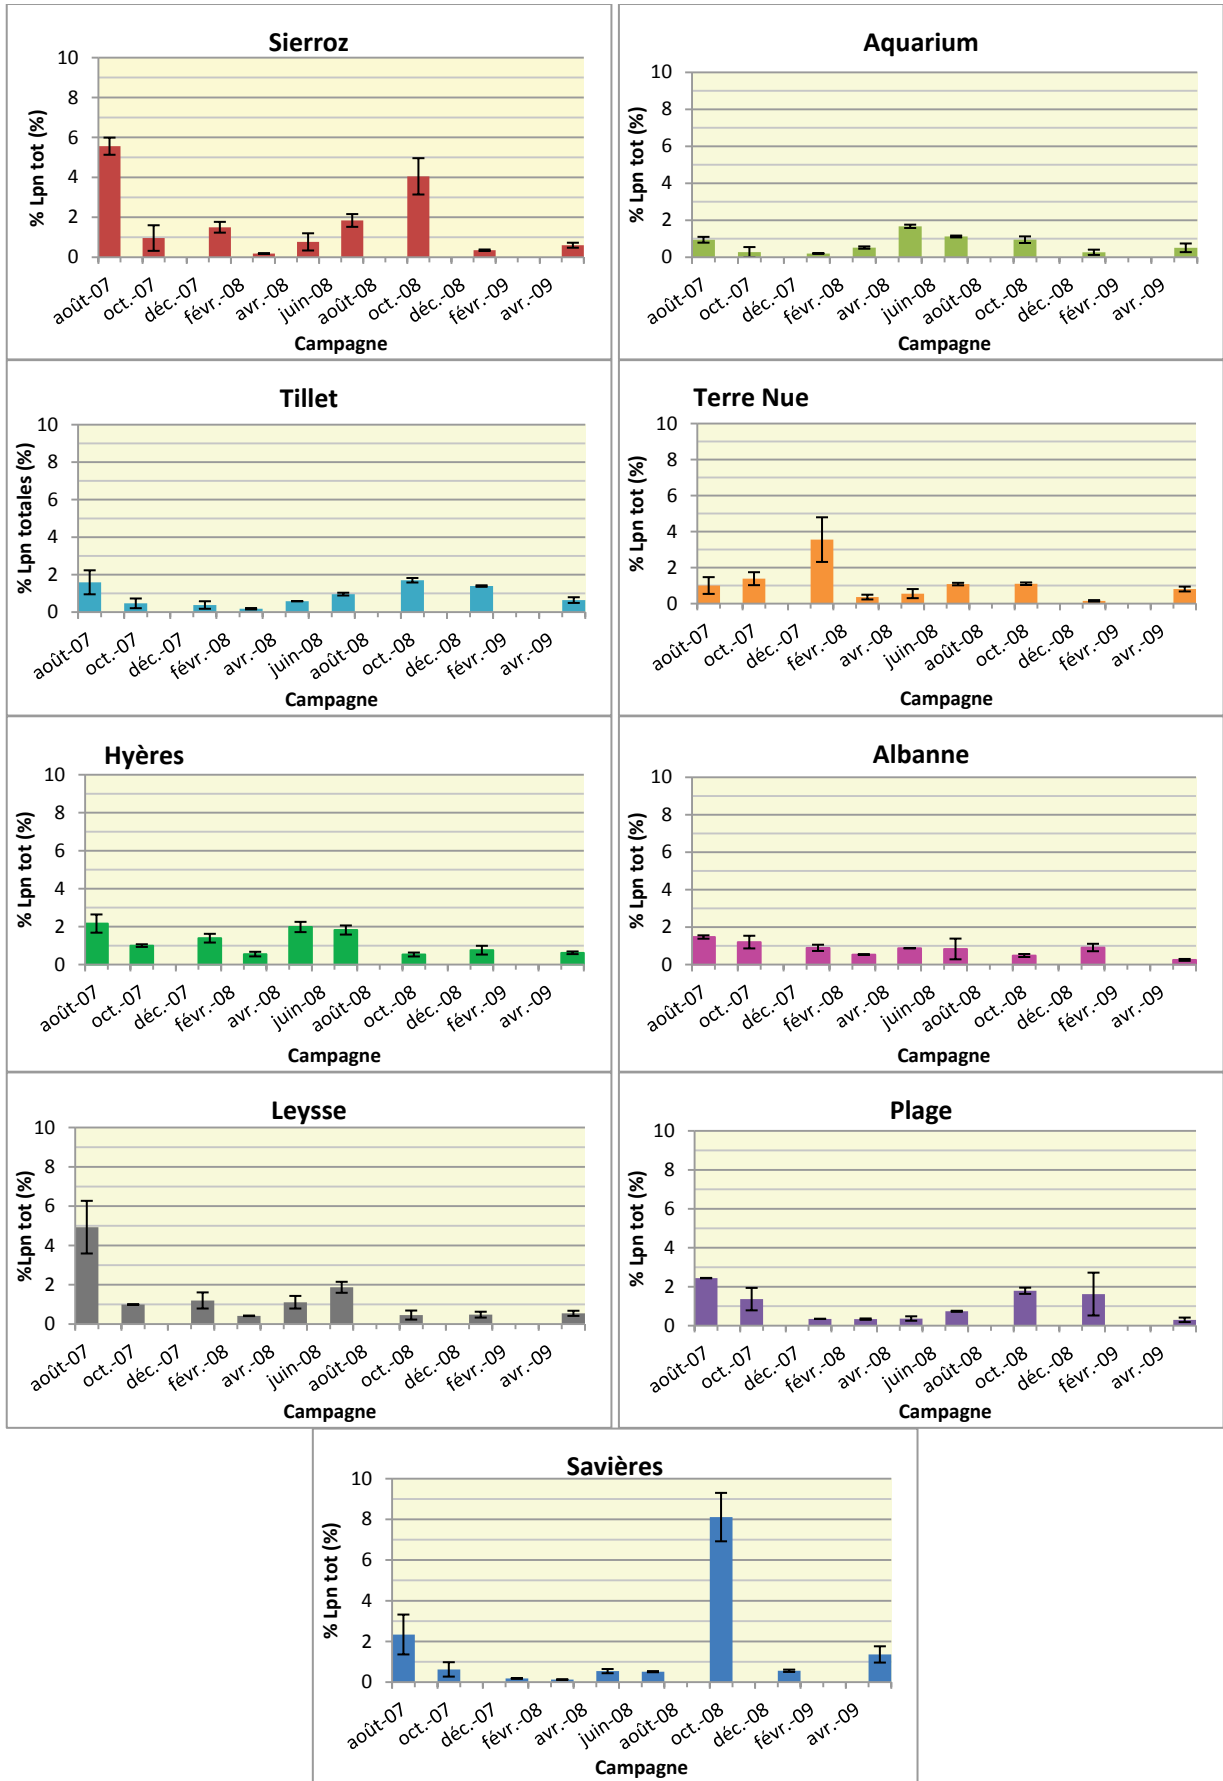 Sierroz
10
8
6
4
2
0
% Lpn tot (%)
août-07
oct.-07
déc.-07
févr.-08
avr.-08
juin-08
août-08
oct.-08
déc.-08
févr.-09
avr.-09
Campagne
Aquarium
10
8
6
4
2
0
% Lpn tot (%)
août-07
oct.-07
déc.-07
févr.-08
avr.-08
juin-08
août-08
oct.-08
déc.-08
févr.-09
avr.-09
Campagne
Tillet
10
8
6
4
2
0
% Lpn totales (%)
août-07
oct.-07
déc.-07
févr.-08
avr.-08
juin-08
août-08
oct.-08
déc.-08
févr.-09
avr.-09
Campagne
Terre Nue
10
8
6
4
2
0
% Lpn tot (%)
août-07
oct.-07
déc.-07
févr.-08
avr.-08
juin-08
août-08
oct.-08
déc.-08
févr.-09
avr.-09
Campagne
Hyères
10
8
6
4
2
0
% Lpn tot (%)
août-07
oct.-07
déc.-07
févr.-08
avr.-08
juin-08
août-08
oct.-08
déc.-08
févr.-09
avr.-09
Campagne
Albanne
10
8
6
4
2
0
% Lpn tot (%)
août-07
oct.-07
déc.-07
févr.-08
avr.-08
juin-08
août-08
oct.-08
déc.-08
févr.-09
avr.-09
Campagne
Leysse
10
8
6
4
2
0
%Lpn tot (%)
août-07
oct.-07
déc.-07
févr.-08
avr.-08
juin-08
août-08
oct.-08
déc.-08
févr.-09
avr.-09
Campagne
Plage
10
8
6
4
2
0
% Lpn tot (%)
août-07
oct.-07
déc.-07
févr.-08
avr.-08
juin-08
août-08
oct.-08
déc.-08
févr.-09
avr.-09
Campagne
Savières
10
8
6
4
2
0
% Lpn tot (%)
août-07
oct.-07
déc.-07
févr.-08
avr.-08
juin-08
août-08
oct.-08
déc.-08
févr.-09
avr.-09
Campagne